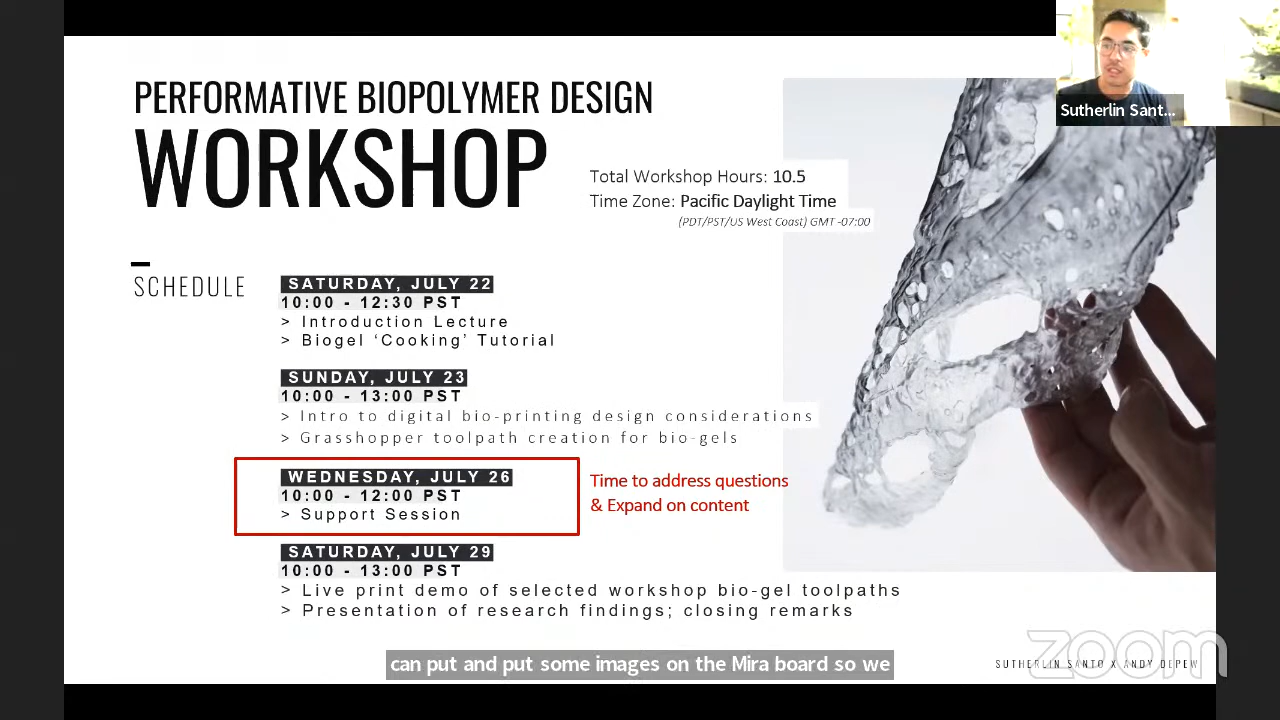 PERFORMATIVE BIOPOLYMER DESIGN
WORKSHOP
Total Workshop Hours: 10.5
Time Zone: Pacific Daylight Time
(PDT/PST/US West Coast) GMT -07:00
SCHEDULE
SATURDAY, JULY 22
10:00 - 12:30 PST
> Introduction Lecture
> Biogel ‘Cooking’ Tutorial
SUNDAY, JULY 23
10:00 - 13:00 PST
> Intro to digital bio-printing design considerations
> Grasshopper toolpath creation for bio-gels
WEDNESDAY, JULY 26
10:00 - 12:00 PST
> Support Session
Time to address questions
& Expand on content
SATURDAY, JULY 29
10:00 - 13:00 PST
> Live print demo of selected workshop bio-gel toolpaths
> Presentation of research findings; closing remarks
Sutherlin Sant...
can put and put some images on the Mira board so we
SUTHERLIN SANTO X ANDY DEPEW
zoom